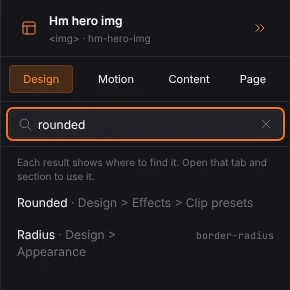 Hm hero img
<img> · hm-hero-img
Design Motion Content Page
rounded
Each result shows where to find it. Open that tab and
section to use it.
Rounded · Design > Effects > Clip presets
Radius · Design > border-radius
Appearance